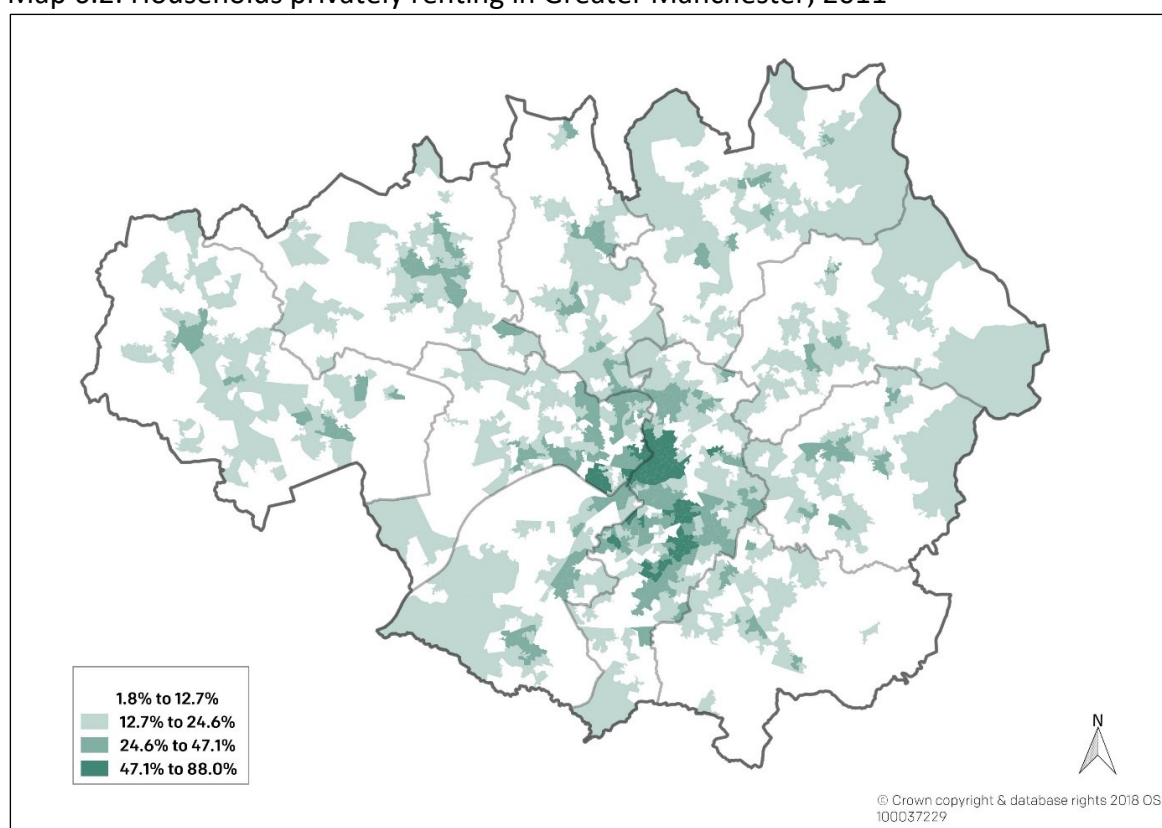 Map 6.2: Households privately renting in Greater Manchester, 2011
1.8% to 12.7%
12.7% to 24.6%
24.6% to 47.1%
47.1% to 88.0%
N
© Crown copyright & database rights 2018 OS
100037229